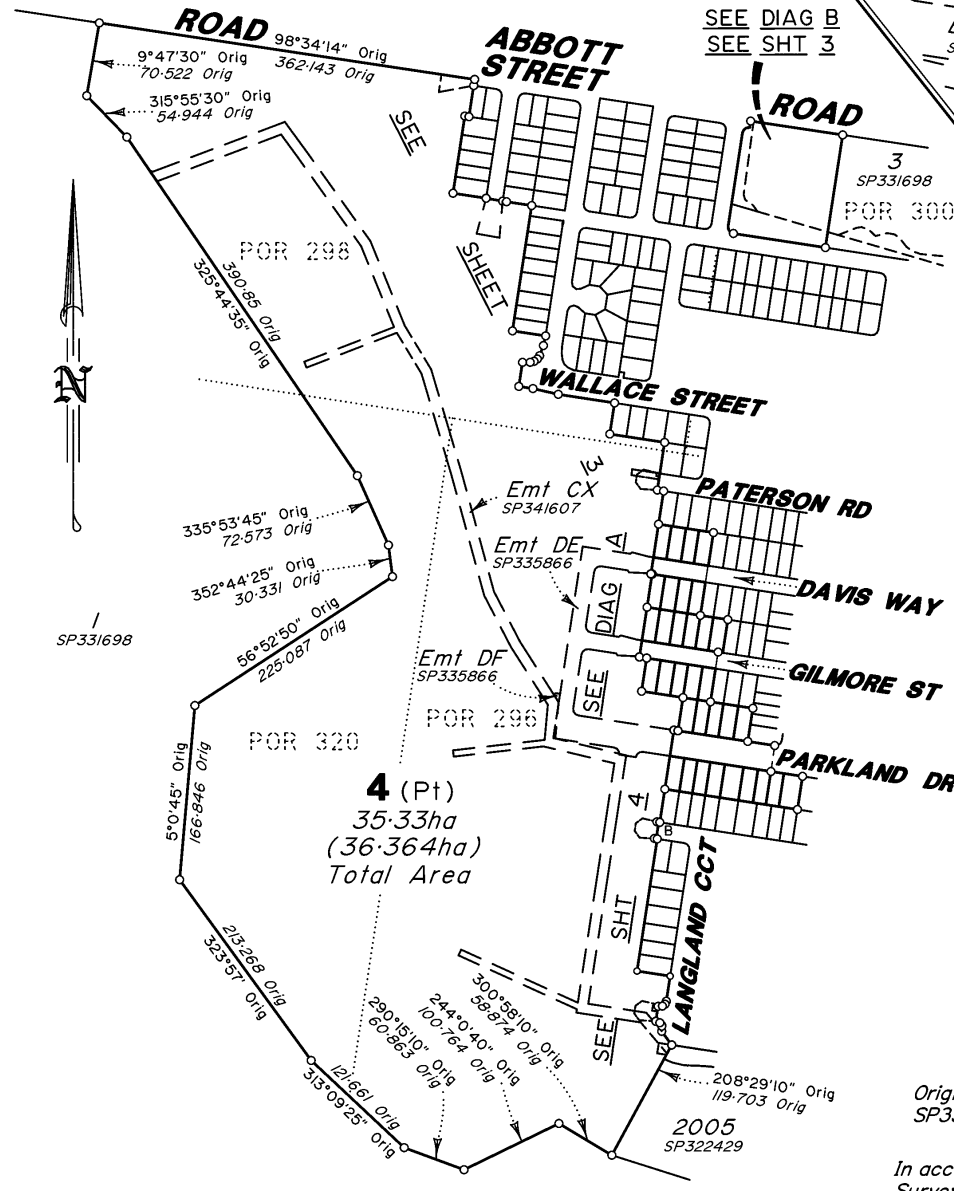 SEE DIAG B
SEE SHT 3
ROAD
98°34'14" Orig
362·143 Orig
ABBOTT
STREET
9°47'30" Orig
70·522 Orig
315°55'30" Orig
54·944 Orig
SEE
ROAD
3
SP331698
POR 300
POR 298
SHEET
390·85 Orig
325°44'35" Orig
N
WALLACE STREET
3
Emt CX
SP341607
PATERSON RD
335°53'45" Orig
72·573 Orig
Emt DE
SP335866
A
352°44'25" Orig
30·331 Orig
DIAG
DAVIS WAY
1
SP331698
56°52'50" Orig
225·087 Orig
Emt DF
SP335866
SEE
GILMORE ST
POR 296
POR 320
5°0'45" Orig
166·846 Orig
PARKLAND DR
4 (Pt)
35·33ha
(36·364ha)
Total Area
4
B
SHT
LANGLAND CCT
213·268 Orig
323°57' Orig
300°58'10" Orig
58·874 Orig
244°0'40" Orig
100·764 Orig
290°15'10" Orig
60·863 Orig
SEE
121·661 Orig
313°09'25" Orig
208°29'10" Orig
119·703 Orig
2005
SP322429
Orig
SP33
In acc
Survey